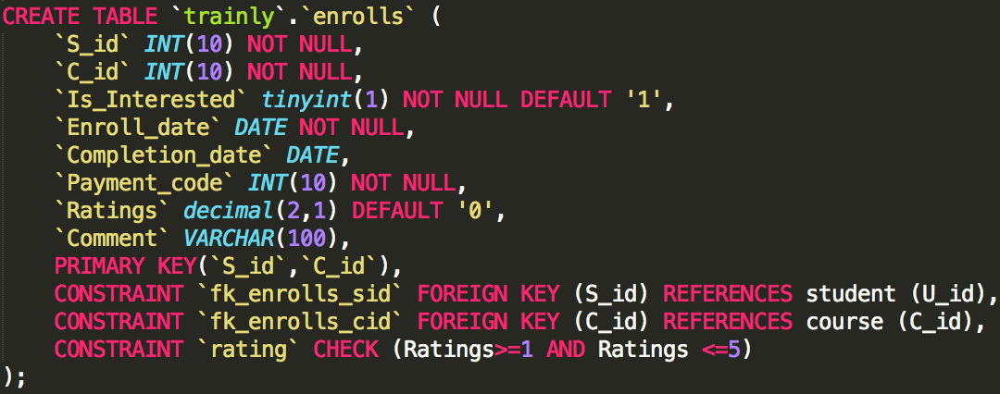 CREATE TABLE `trainly`.`enrolls` (
    `S_id` INT(10) NOT NULL,
    `C_id` INT(10) NOT NULL,
    `Is_Interested` tinyint(1) NOT NULL DEFAULT '1',
    `Enroll_date` DATE NOT NULL,
    `Completion_date` DATE,
    `Payment_code` INT(10) NOT NULL,
    `Ratings` decimal(2,1) DEFAULT '0',
    `Comment` VARCHAR(100),
    PRIMARY KEY(`S_id`,`C_id`),
    CONSTRAINT `fk_enrolls_sid` FOREIGN KEY (S_id) REFERENCES student (U_id),
    CONSTRAINT `fk_enrolls_cid` FOREIGN KEY (C_id) REFERENCES course (C_id),
    CONSTRAINT `rating` CHECK (Ratings>=1 AND Ratings <=5)
);